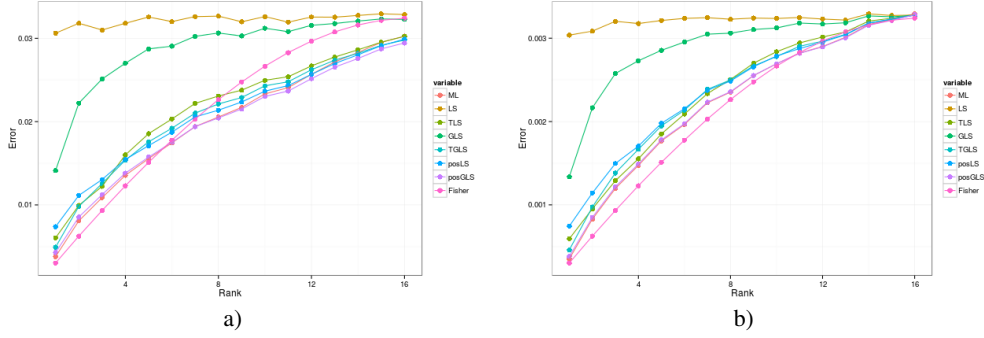 0.03
0.02
0.01
Error
4
8
12
16
Rank
variable
ML
LS
TLS
GLS
TGLS
posLS
posGLS
Fisher
a)
0.003
0.002
0.001
Error
4
8
12
16
Rank
variable
ML
LS
TLS
GLS
TGLS
posLS
posGLS
Fisher
b)